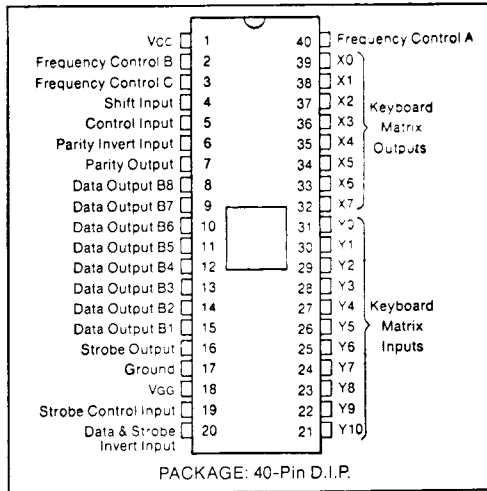 Vcc 1 40 Frequency Control A
Frequency Control B 2 39 X0
Frequency Control C 3 38 X1
Shift Input 4 37 X2
Control Input 5 36 X3
Parity Invert Input 6 35 X4
Parity Output 7 34 X5
Data Output B8 8 33 X6
Data Output B7 9 32 X7
Keyboard
Matrix
Outputs
Data Output B6 10 31 Y0
Data Output B5 11 30 Y1
Data Output B4 12 29 Y2
Data Output B3 13 28 Y3
Data Output B2 14 27 Y4
Data Output B1 15 26 Y5
Strobe Output 16 25 Y6
Ground 17 24 Y7
VGG 18 23 Y8
Strobe Control Input 19 22 Y9
Data & Strobe 20 21 Y10
Invert Input
Keyboard
Matrix
Inputs
PACKAGE: 40-Pin D.I.P.